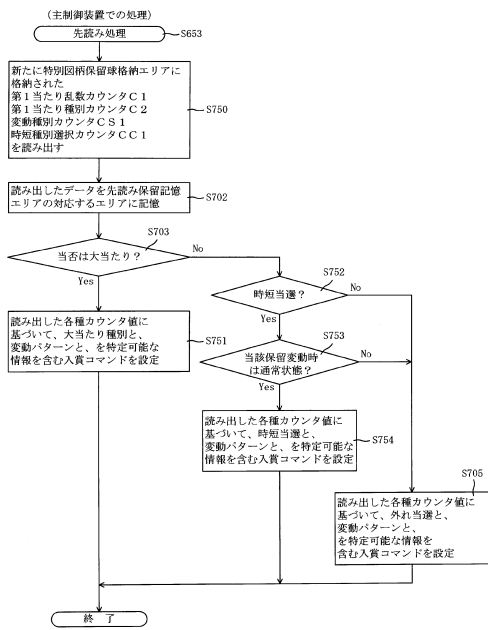 （主制御装置での処理）
先読み処理
S653
新たに特別図柄保留球格納エリアに
格納された
第１当たり乱数カウンタＣ１
第１当たり種別カウンタＣ２
変動種別カウンタＣＳ１
時短種別選択カウンタＣＣ１
を読み出す
S750
読み出したデータを先読み保留記憶
エリアの対応するエリアに記憶
S702
S703
当否は大当たり？
No
Yes
S752
時短当選？
No
Yes
読み出した各種カウンタ値に
基づいて、大当たり種別と、
変動パターンと、を特定可能な
情報を含む入賞コマンドを設定
S751
S753
当該保留変動時
は通常状態？
No
Yes
読み出した各種カウンタ値に
基づいて、時短当選と、
変動パターンと、を特定可能な
情報を含む入賞コマンドを設定
S754
S705
読み出した各種カウンタ値に
基づいて、外れ当選と、
変動パターンと、
を特定可能な情報を
含む入賞コマンドを設定
終　了